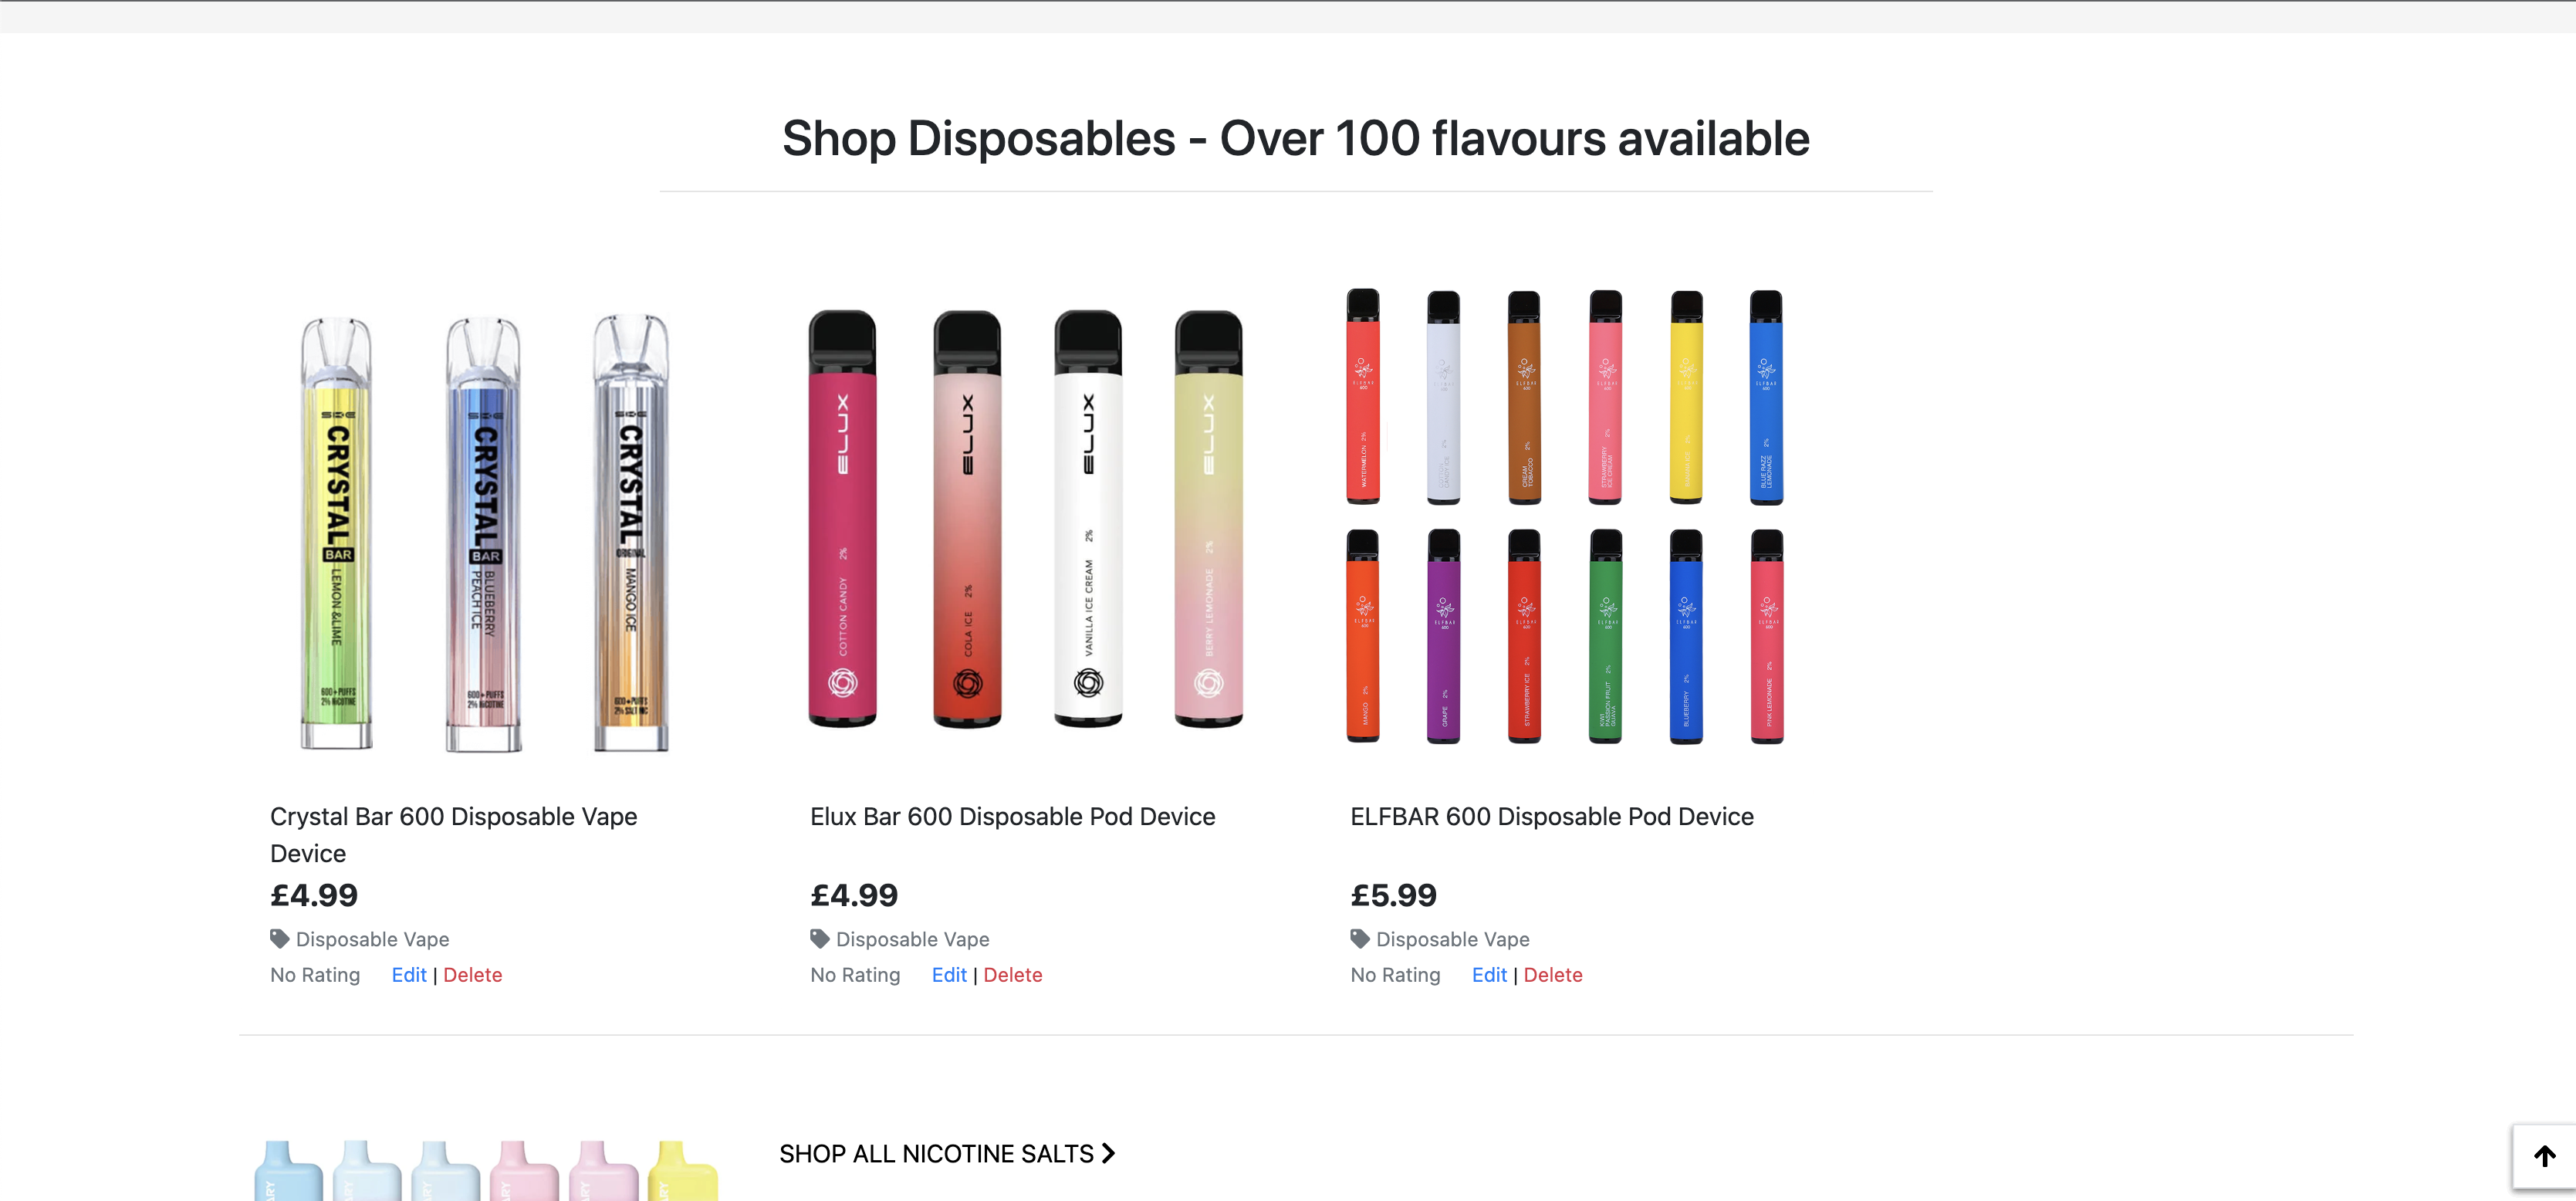 Shop Disposables - Over 100 flavours available
SKE
CRYSTAL
BAR
LEMON & LIME
600+ PUFFS
2% NICOTINE
SKE
CRYSTAL
BAR
BLUEBERRY
PEACH ICE
600+ PUFFS
2% NICOTINE
SKE
CRYSTAL
ORIGINAL
MANGO ICE
600+ PUFFS
2% SALT NIC
ELUX
COTTON CANDY 2%
ELUX
COLA ICE 2%
ELUX
VANILLA ICE CREAM 2%
ELUX
BERRY LEMONADE 2%
ELFBAR
600
WATERMELON 2%
CANDY ICE 2%
ELFBAR
600
CREAM
TOBACCO 2%
ELFBAR
600
STRAWBERRY
ICE CREAM 2%
ELFBAR
600
BLUE RAZZ
LEMONADE 2%
ELFBAR
600
MANGO 2%
ELFBAR
600
GRAPE 2%
ELFBAR
600
STRAWBERRY ICE 2%
ELFBAR
600
KIWI
PASSION FRUIT
GUAVA 2%
ELFBAR
600
BLUEBERRY 2%
ELFBAR
600
PINK LEMONADE 2%
Crystal Bar 600 Disposable Vape
Device
£4.99
Disposable Vape
No Rating Edit | Delete
Elux Bar 600 Disposable Pod Device
£4.99
Disposable Vape
No Rating Edit | Delete
ELFBAR 600 Disposable Pod Device
£5.99
Disposable Vape
No Rating Edit | Delete
SHOP ALL NICOTINE SALTS